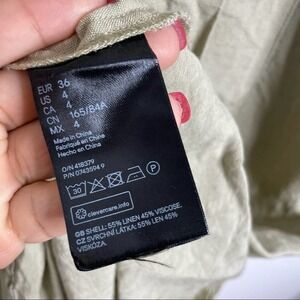 EUR 36
US 4
CA 4
CN 165/84A
MX 4
Made in China
Fabriqué en Chine
Hecho en China
O/N 418379
P/N 0743594 9
30
P
clevercare.info
GB SHELL: 55% LINEN 45% VISCOSE.
CZ SVRCHNÍ LÁTKA: 55% LEN 45%
VISKÓZA.